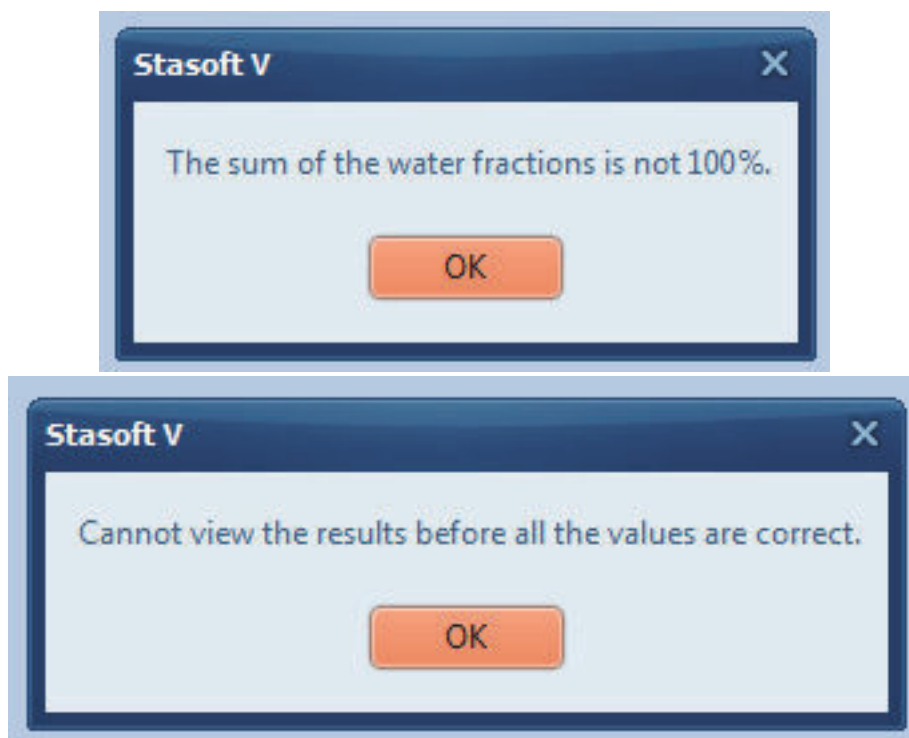 Stasoft V
The sum of the water fractions is not 100%.
OK
Stasoft V
Cannot view the results before all the values are correct.
OK